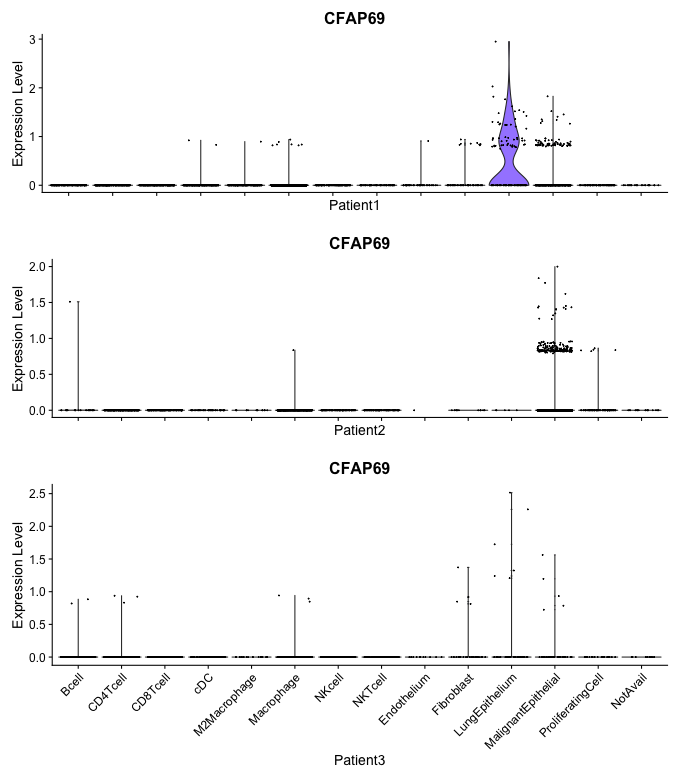 CFAP69
Expression Level
3
2
1
0
Patient1
CFAP69
Expression Level
2.0
1.5
1.0
0.5
0.0
Patient2
CFAP69
Expression Level
2.5
2.0
1.5
1.0
0.5
0.0
Bcell
CD4Tcell
CD8Tcell
cDC
M2Macrophage
Macrophage
NKcell
NKTcell
Endothelium
Fibroblast
LungEpithelium
MalignantEpithelial
ProliferatingCell
NotAvail
Patient3